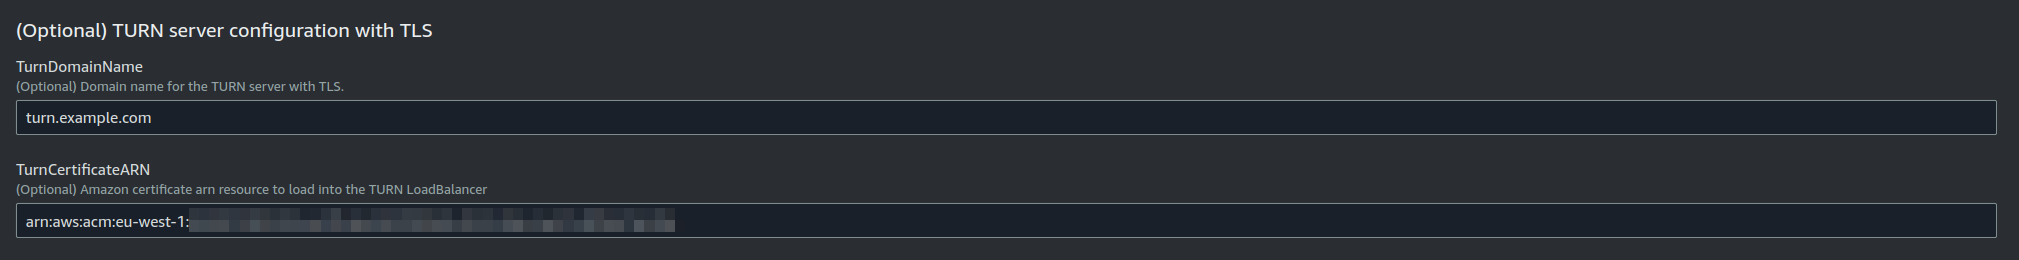 (Optional) TURN server configuration with TLS
TurnDomainName
(Optional) Domain name for the TURN server with TLS.
turn.example.com
TurnCertificateARN
(Optional) Amazon certificate arn resource to load into the TURN LoadBalancer
arn:aws:acm:eu-west-1: